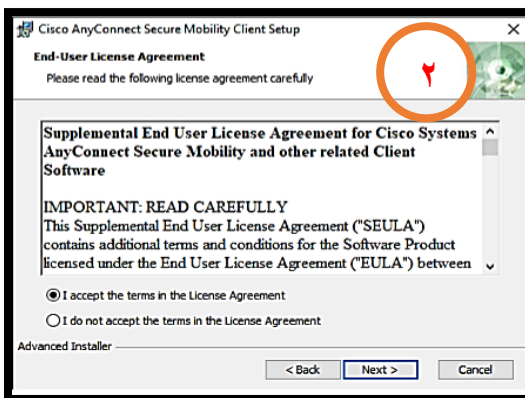 Cisco AnyConnect Secure Mobility Client Setup
End-User License Agreement
Please read the following license agreement carefully
۲
Supplemental End User License Agreement for Cisco Systems
AnyConnect Secure Mobility and other related Client
Software
IMPORTANT: READ CAREFULLY
This Supplemental End User License Agreement ("SEULA")
contains additional terms and conditions for the Software Product
licensed under the End User License Agreement ("EULA") between
I accept the terms in the License Agreement
I do not accept the terms in the License Agreement
Advanced Installer
< Back Next > Cancel